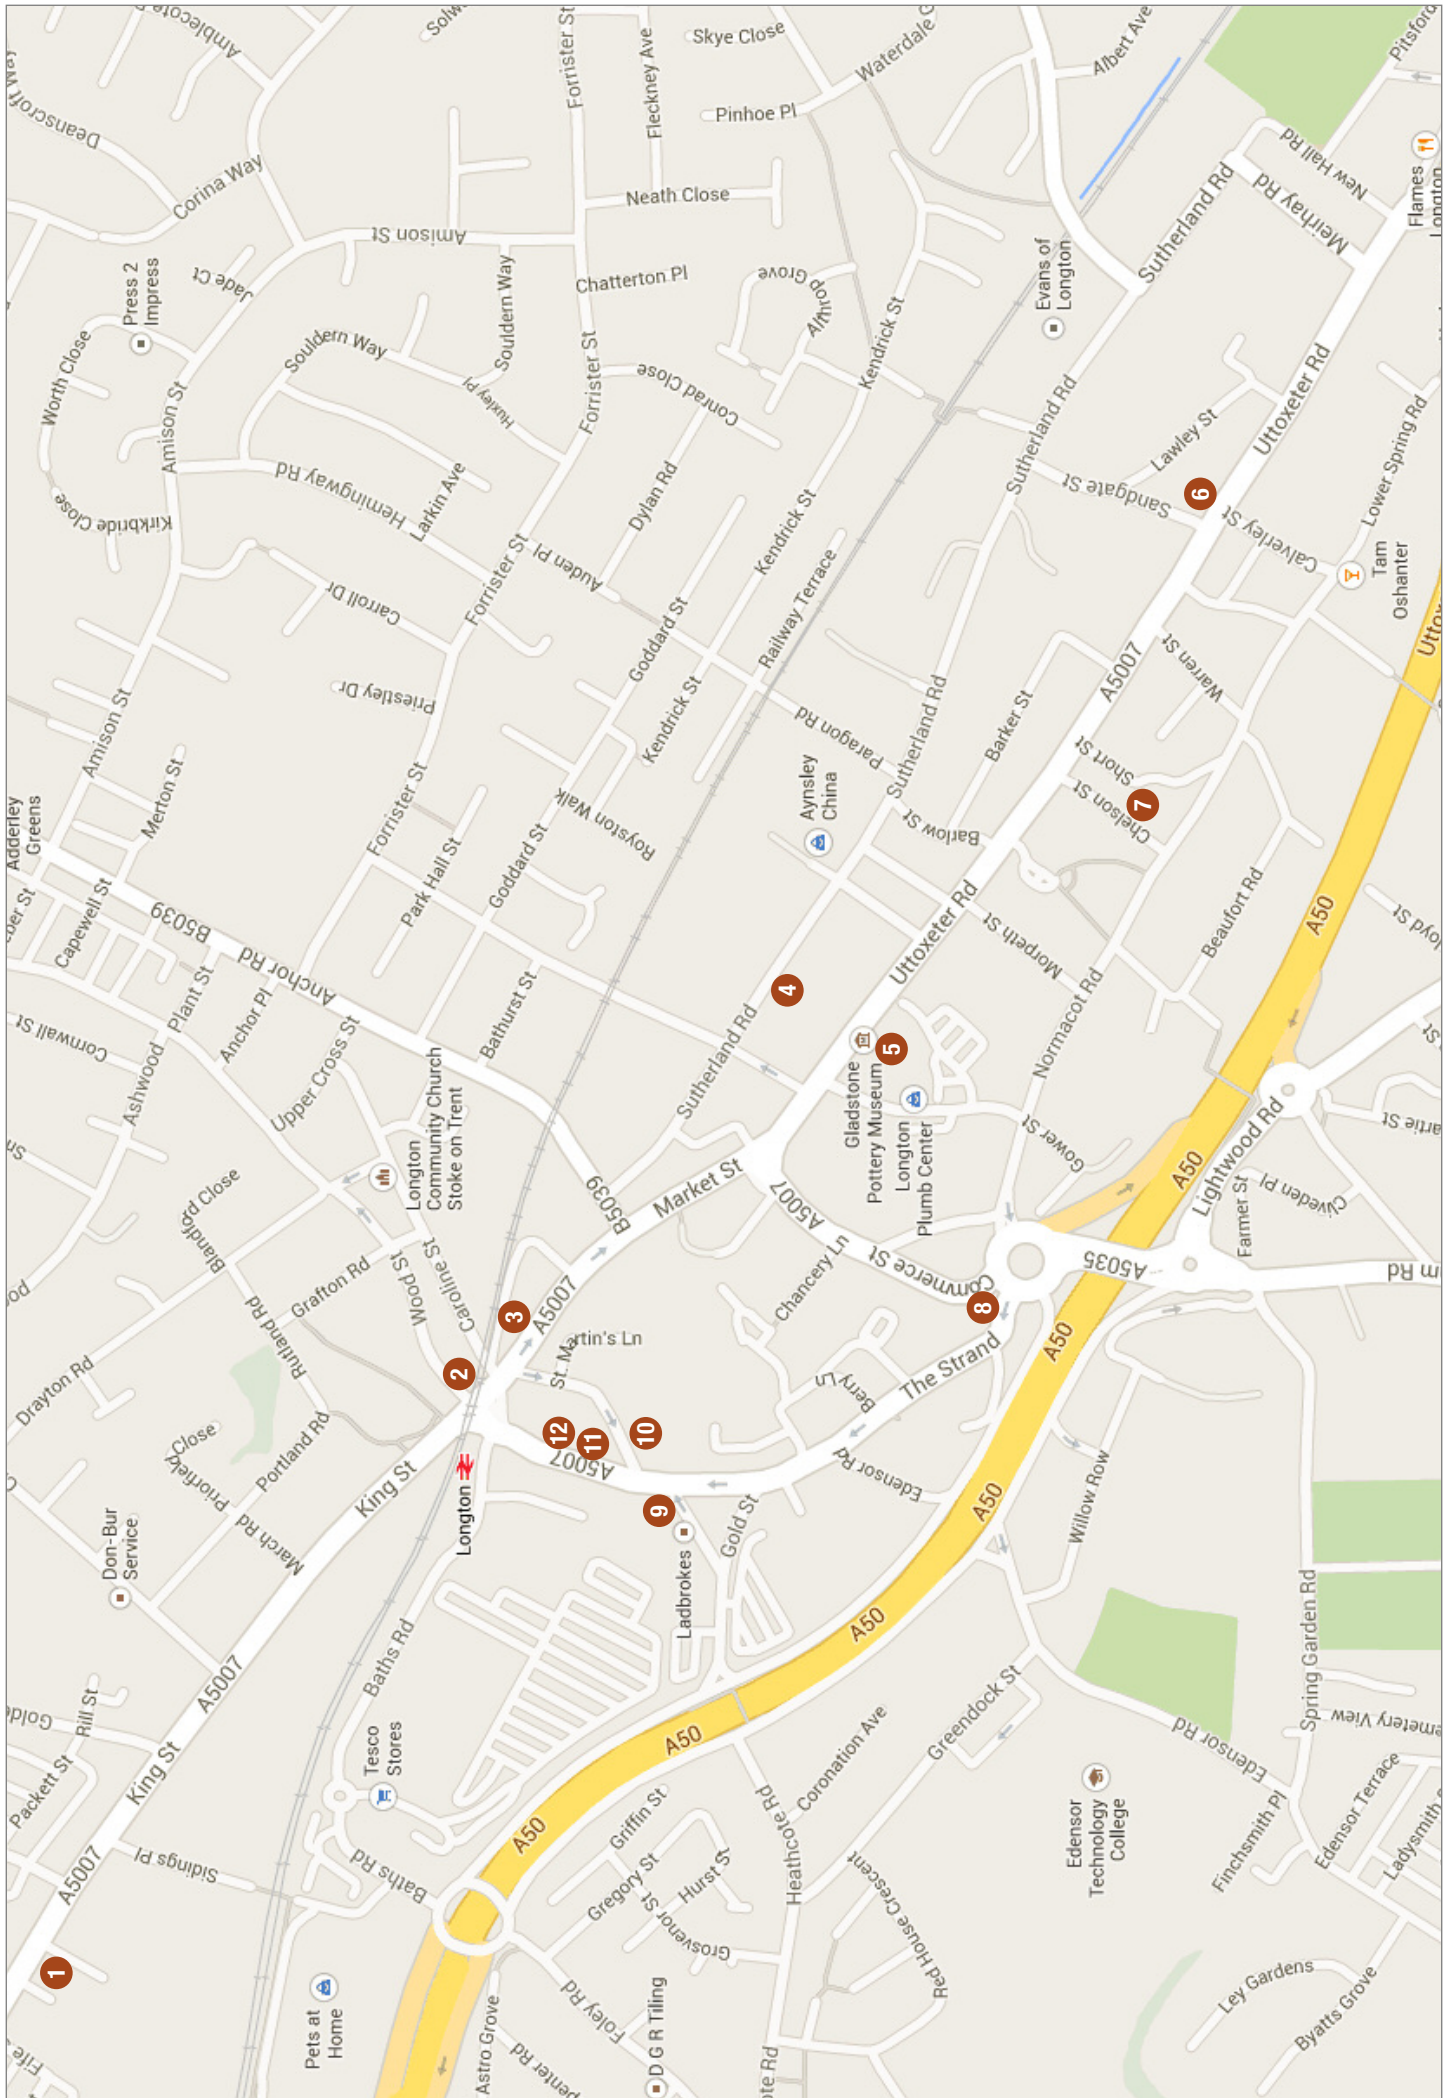 Amblecote D
Deanscroft Way
Corina Way
Amison St
Jade Ct
Press 2
Impress
Worth Close
Kirkbride Close
Amison St
Hemingway Rd
Souldern Way
Souldern Way
Huxley Pl
Larkin Ave
Forrister St
Fleckney Ave
Skye Close
Pinhoe Pl
Waterdale
Neath Close
Chatterton Pl
Althrop Grove
Conrad Close
Forrister St
Dylan Rd
Auden Pl
Kendrick St
Kendrick St
Albert Ave
Pitsford
New Hall Rd
Meirhay Rd
Flames
Longton
Sutherland Rd
Evans of
Longton
Uttoxeter Rd
Sutherland Rd
Lawley St
Sandgate St
6
Calverley St
Lower Spring Rd
Tam
Oshanter
Carroll Dr
Forrister St
Priestley Dr
Amison St
Merton St
Adderley
Greens
Forrister St
Park Hall St
Goddard St
Goddard St
Royston Walk
Kendrick St
Railway Terrace
Paragon Rd
Aynsley
China
Sutherland Rd
Barlow St
Barker St
A5007
Warren St
Short St
Chelson St
7
Beaufort Rd
A50
Capewell St
B5039
Anchor Rd
Plant St
Anchor Pl
Cornwall St
Ashwood
Upper Cross St
Bathurst St
Longton
Community Church
Stoke on Trent
4
Sutherland Rd
Uttoxeter Rd
Morpeth St
Normacot Rd
5
Gladstone
Pottery Museum
Longton
Plumb Center
Gower St
A50
Lightwood Rd
Farmer St
Cliveden Pl
B5039
Market St
A5007
Commerce St
Chancery Ln
8
A5035
Blandford Close
Grafton Rd
Rutland Rd
Wood St
Caroline St
3
A5007
2
St. Martin's Ln
12
11
10
A5007
Berry Ln
The Strand
A50
Edensor Rd
Drayton Rd
Priorfield Close
Portland Rd
March Rd
King St
Longton
Don-Bur
Service
9
Ladbrokes
Gold St
A50
Willow Row
A50
Baths Rd
A5007
King St
Rill St
Packett St
Tesco
Stores
A50
A50
Baths Rd
Sidings Pl
A5007
1
Pets at
Home
Griffin St
Gregory St
Hurst St
Grosvenor St
Foley Rd
Astro Grove
D G R Tiling
Heathcote Rd
Coronation Ave
Greendock St
Red House Crescent
Edensor
Technology
College
Edensor Rd
Spring Garden Rd
Finchsmith Pl
Edensor Terrace
Ladysmith
Ley Gardens
Byatts Grove